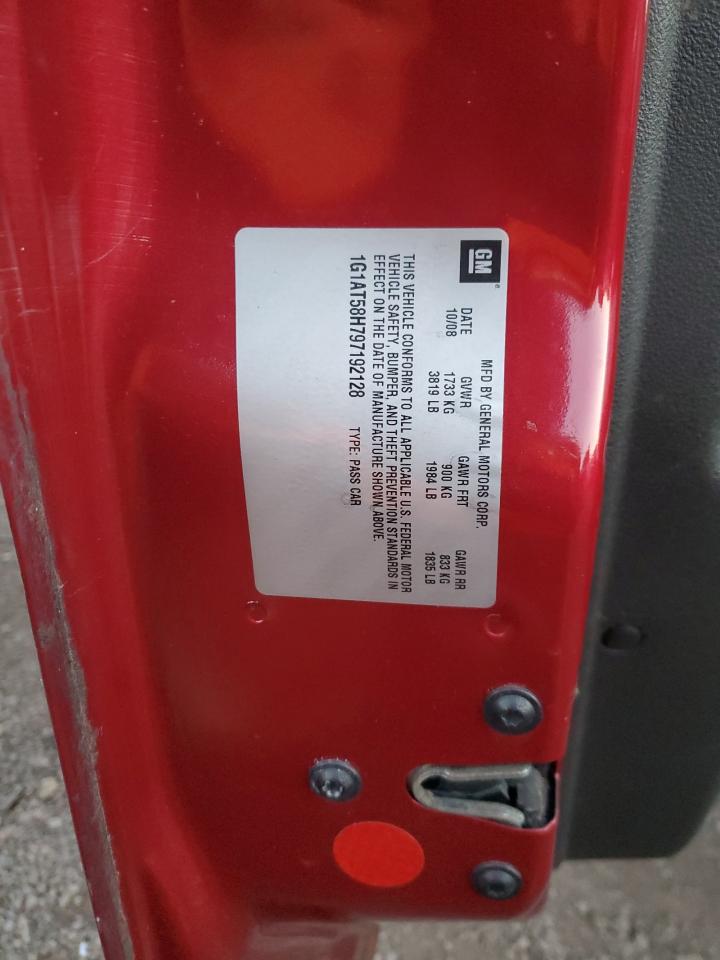 GM
MFD BY GENERAL MOTORS CORP.
DATE GVWR GAWR FRT GAWR RR
10/08 1733 KG 900 KG 833 KG
3819 LB 1984 LB 1835 LB
THIS VEHICLE CONFORMS TO ALL APPLICABLE U.S. FEDERAL MOTOR
VEHICLE SAFETY, BUMPER, AND THEFT PREVENTION STANDARDS IN
EFFECT ON THE DATE OF MANUFACTURE SHOWN ABOVE.
1G1AT58H797192128 TYPE: PASS CAR